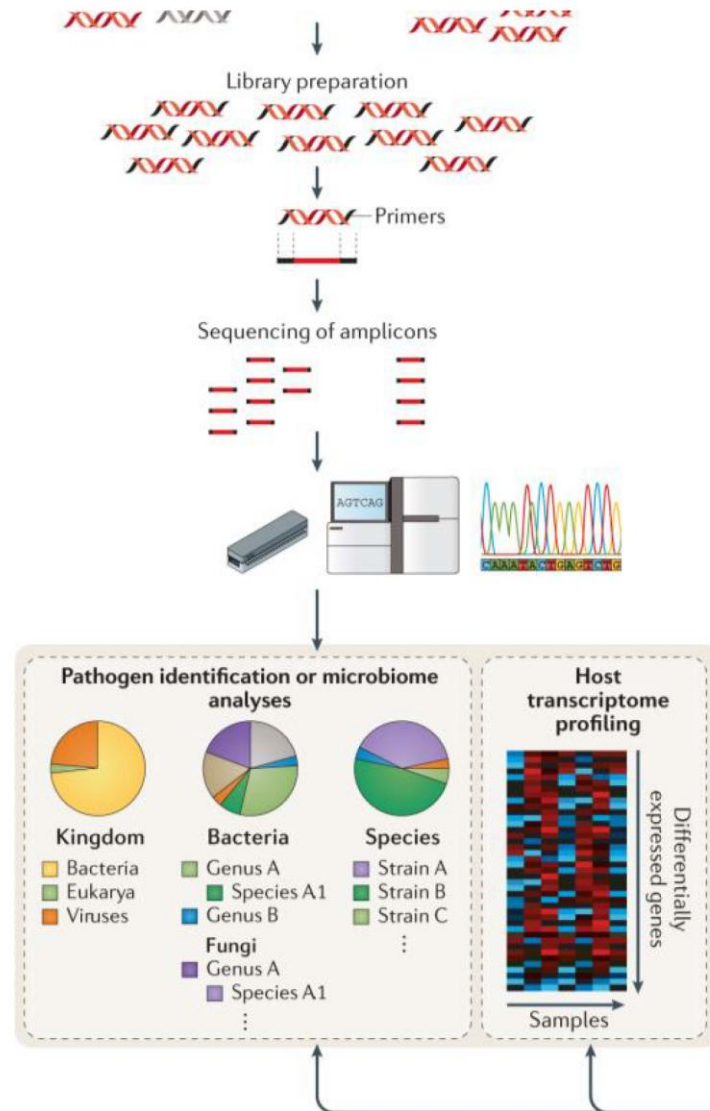 Library preparation
Primers
Sequencing of amplicons
AGTCAG
CAAATACTGAGTCTG
Pathogen identification or microbiome
analyses
Kingdom
Bacteria
Eukarya
Viruses
Bacteria
Genus A
Species A1
Genus B
Fungi
Genus A
Species A1
Species
Strain A
Strain B
Strain C
Host
transcriptome
profiling
Differentially
expressed genes
Samples